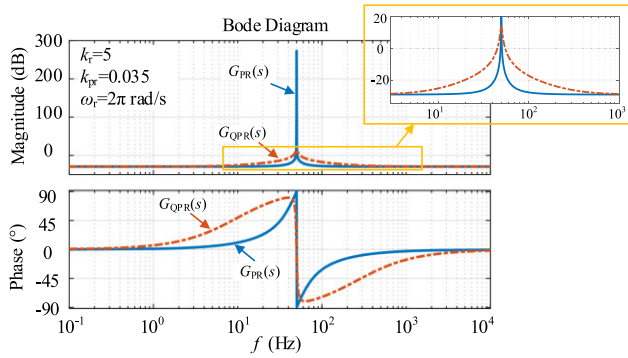 Bode Diagram
Magnitude (dB)
300
200
100
0
k_r=5
k_pr=0.035
ω_r=2π rad/s
G_PR(s)
G_QPR(s)
20
0
-20
10^1
10^2
10^3
Phase (°)
90
45
0
-45
-90
G_QPR(s)
G_PR(s)
10^-1
10^0
10^1
10^2
10^3
10^4
f (Hz)